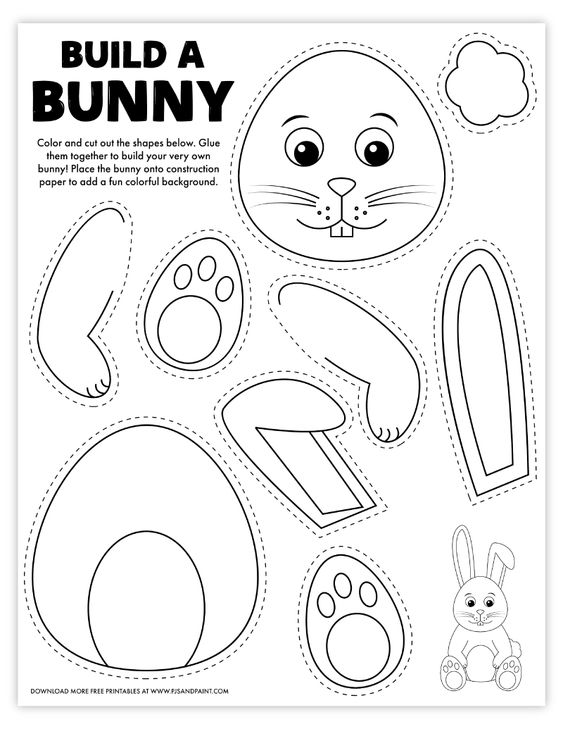 BUILD A
BUNNY
Color and cut out the shapes below. Glue
them together to build your very own
bunny! Place the bunny onto construction
paper to add a fun colorful background.
DOWNLOAD MORE FREE PRINTABLES AT WWW.PJSANDPAINT.COM